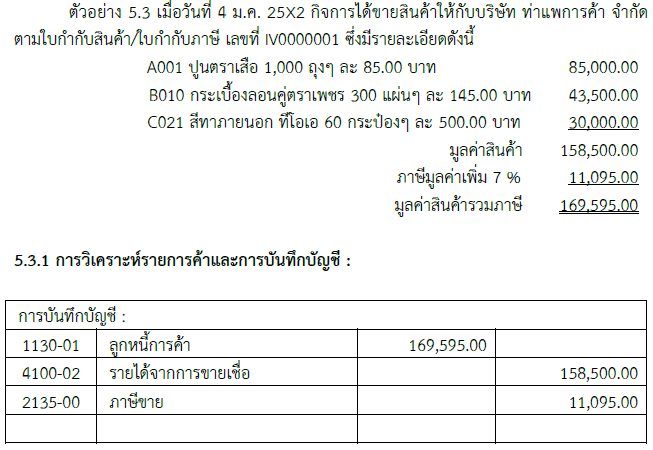 ตัวอย่าง 5.3 เมื่อวันที่ 4 ม.ค. 25X2 กิจการได้ขายสินค้าให้กับบริษัท ท่าแพการค้า จำกัด
ตามใบกำกับสินค้า/ใบกำกับภาษี เลขที่ IV0000001 ซึ่งมีรายละเอียดดังนี้
A001 ปูนตราเสือ 1,000 ถุงๆ ละ 85.00 บาท 85,000.00
B010 กระเบื้องลอนคู่ตราเพชร 300 แผ่นๆ ละ 145.00 บาท 43,500.00
C021 สีทาภายนอก ทีโอเอ 60 กระป๋องๆ ละ 500.00 บาท 30,000.00
มูลค่าสินค้า 158,500.00
ภาษีมูลค่าเพิ่ม 7 % 11,095.00
มูลค่าสินค้ารวมภาษี 169,595.00
5.3.1 การวิเคราะห์รายการค้าและการบันทึกบัญชี :
การบันทึกบัญชี :
1130-01 ลูกหนี้การค้า 169,595.00
4100-02 รายได้จากการขายเชื่อ 158,500.00
2135-00 ภาษีขาย 11,095.00